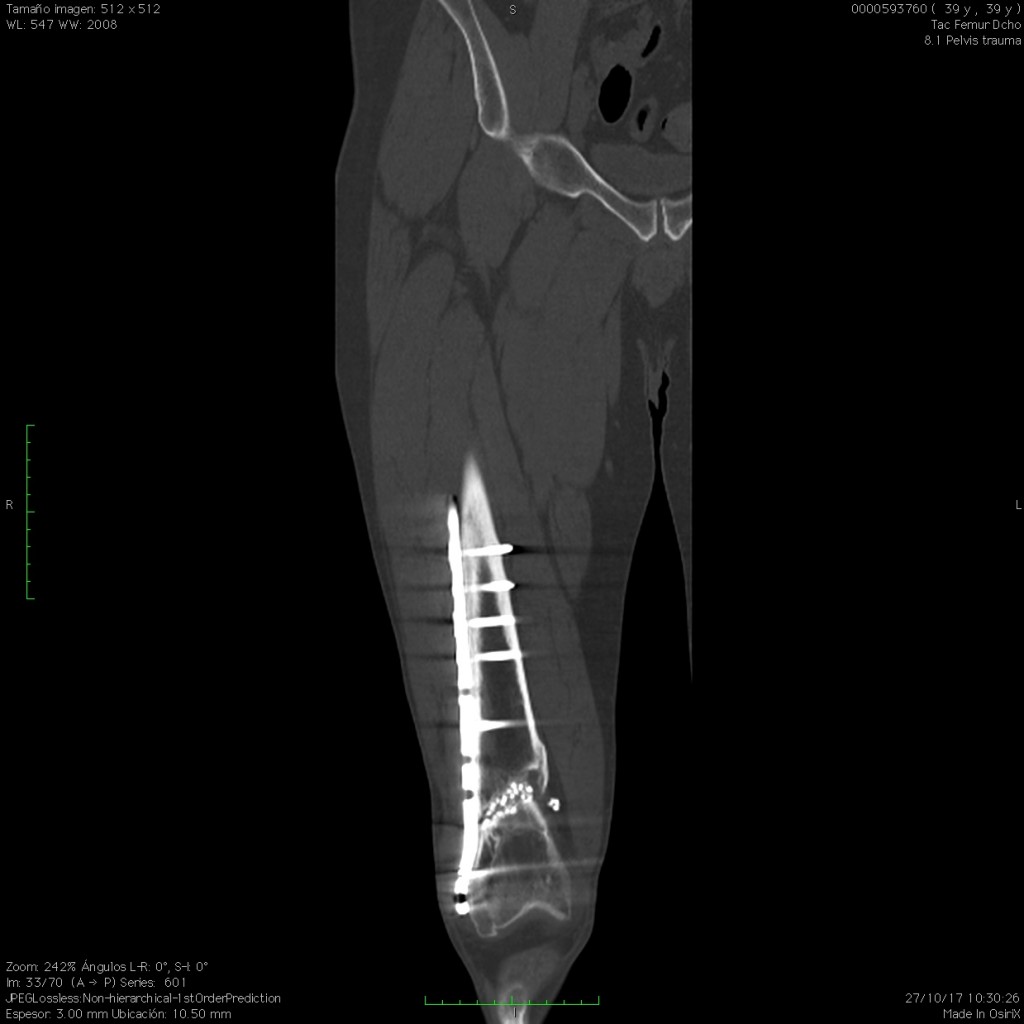 Tamaño imagen: 512 x 512
WL: 547 WW: 2008
S
0000593760 ( 39 y , 39 y )
Tac Femur Dcho
8.1 Pelvis trauma
R
L
Zoom: 242% Ángulos L-R: 0°, S-I: 0°
Im: 33/70 (A -> P) Series: 601
JPEGLossless:Non-hierarchical-1stOrderPrediction
Espesor: 3.00 mm Ubicación: 10.50 mm
I
27/10/17 10:30:26
Made In OsiriX